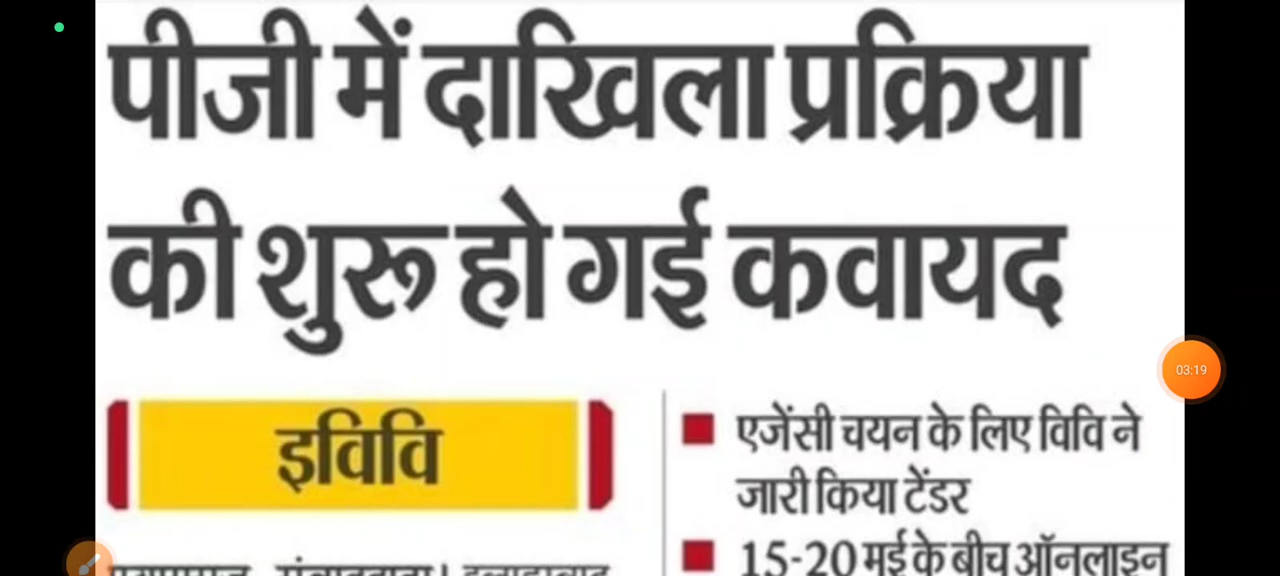 पीजी में दाखिला प्रक्रिया
की शुरू हो गई कवायद
इविवि
एजेंसी चयन के लिए विवि ने
जारी किया टेंडर
15-20 मई के बीच ऑनलाइन
03:19